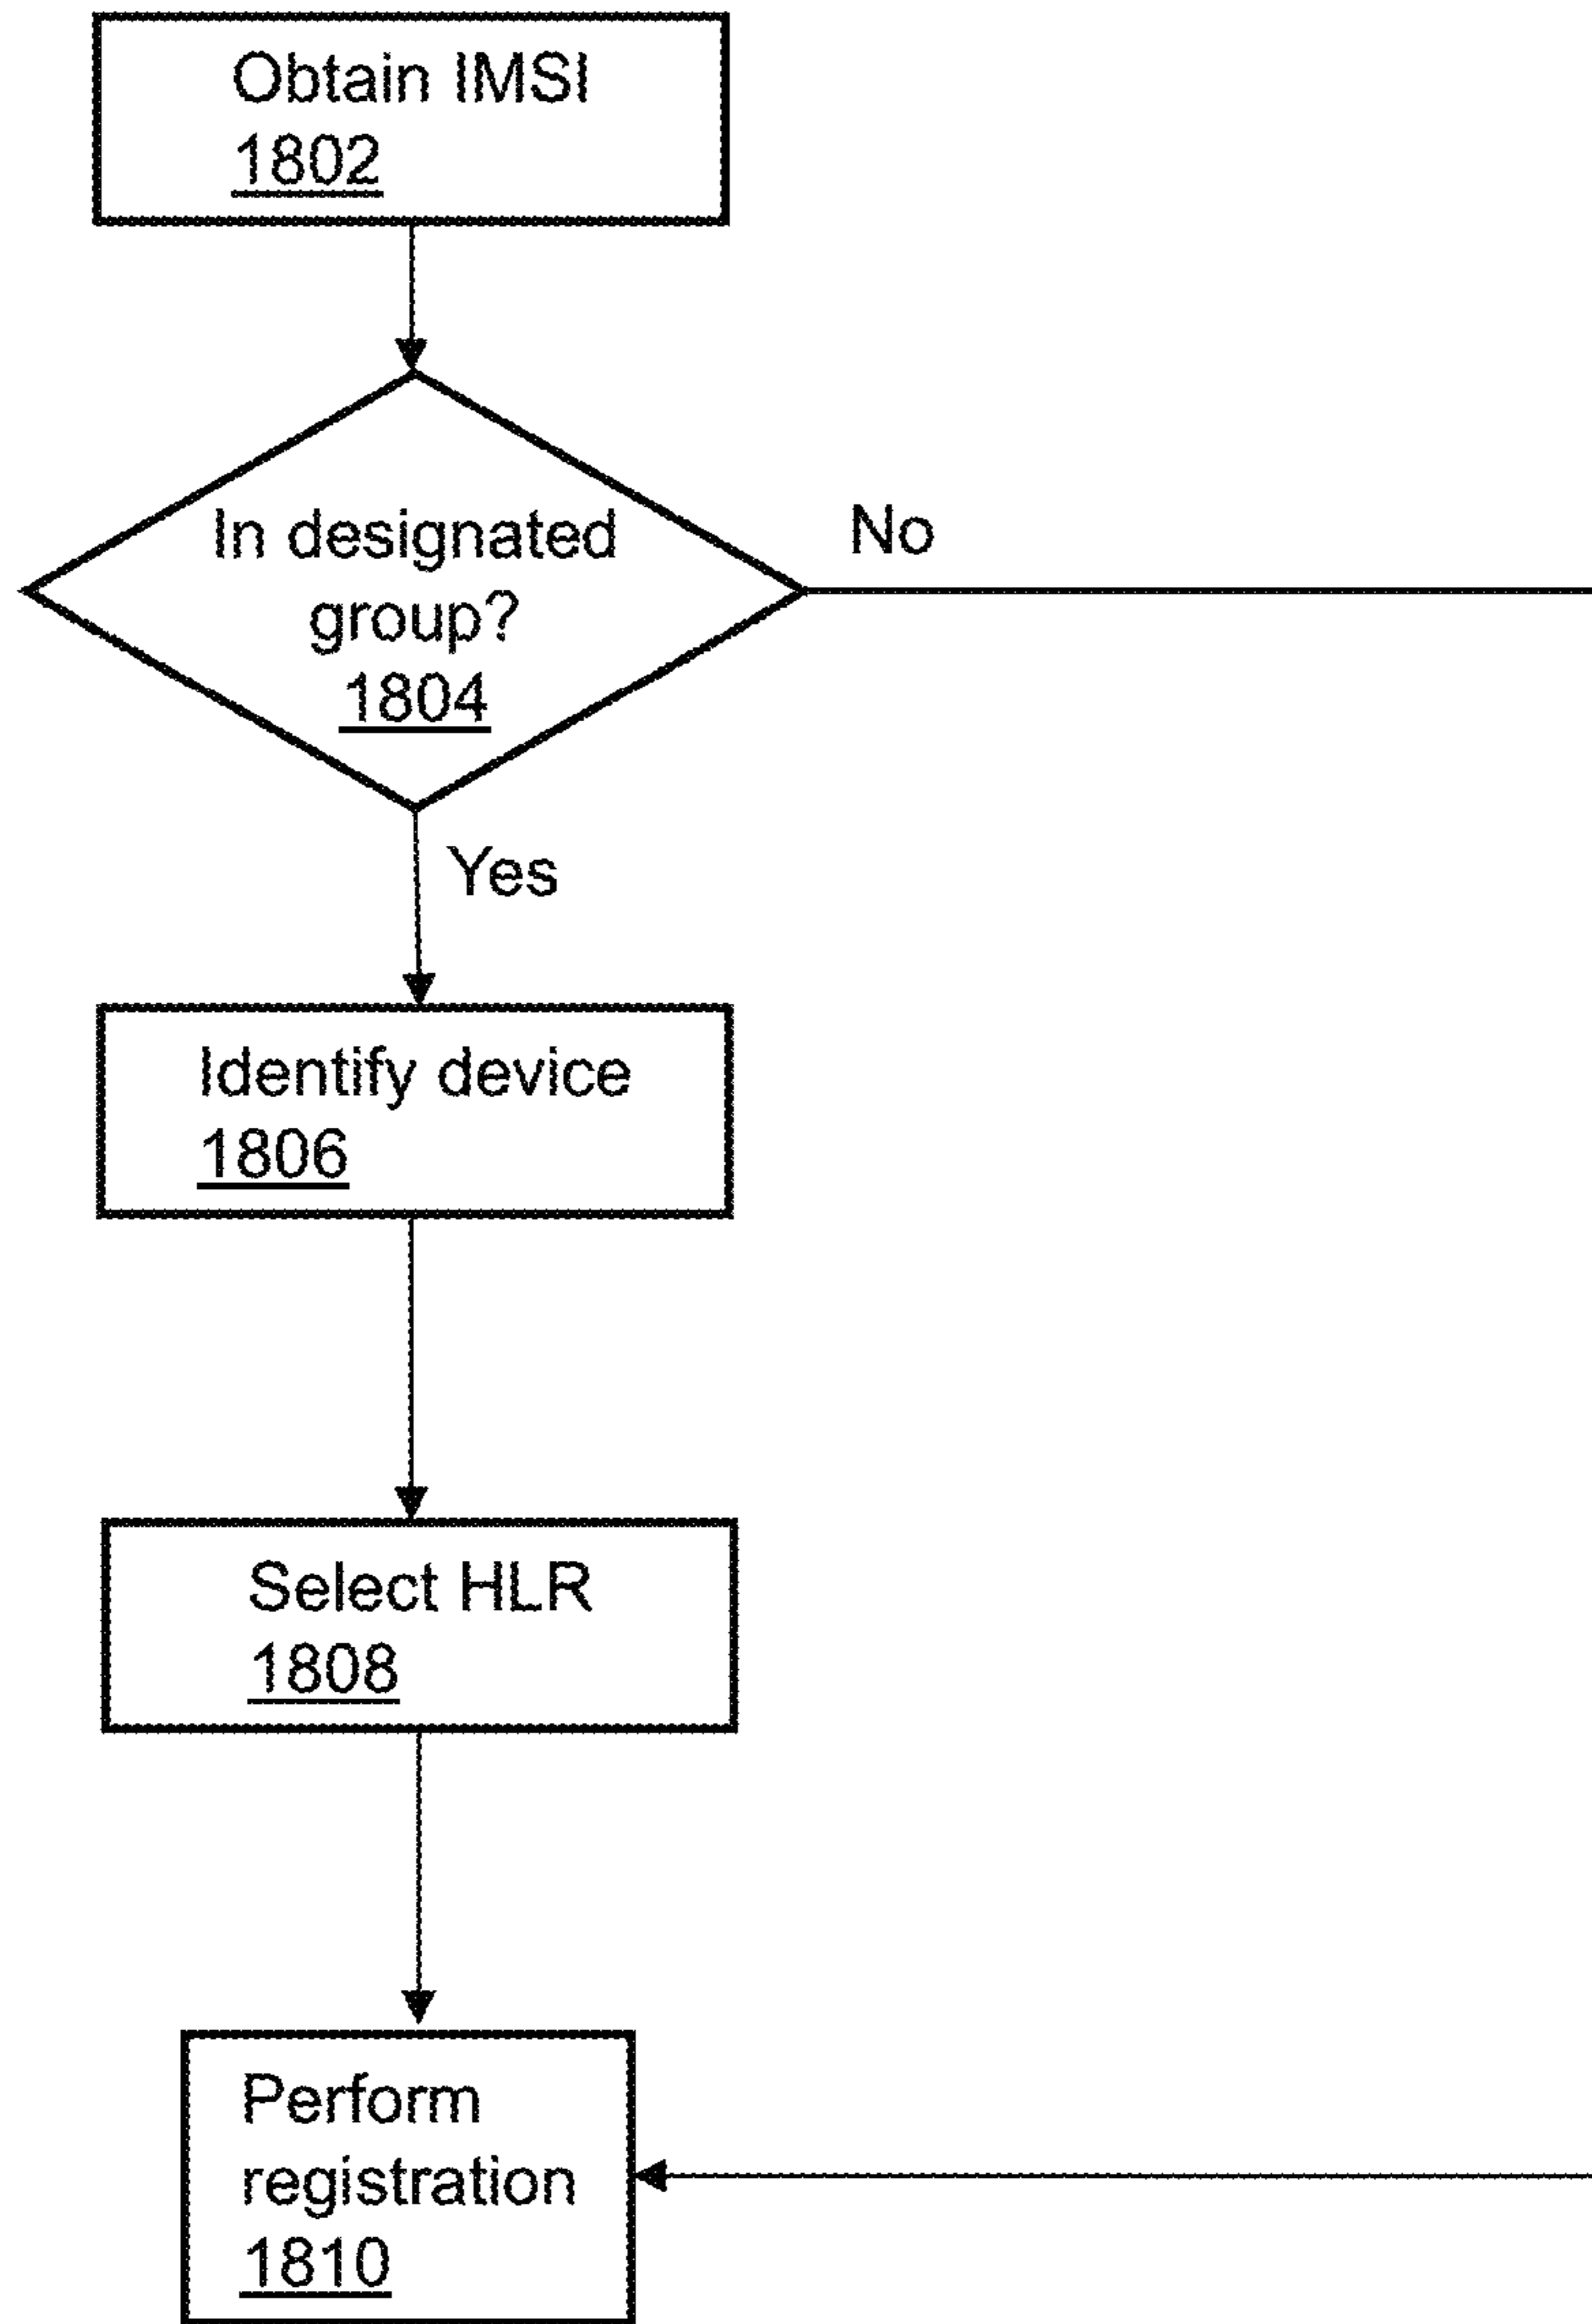 Obtain IMSI
1802
In designated
No
group?
1804
Yes
Identify device
1806
Select HLR
1808
Perform
registration
1810